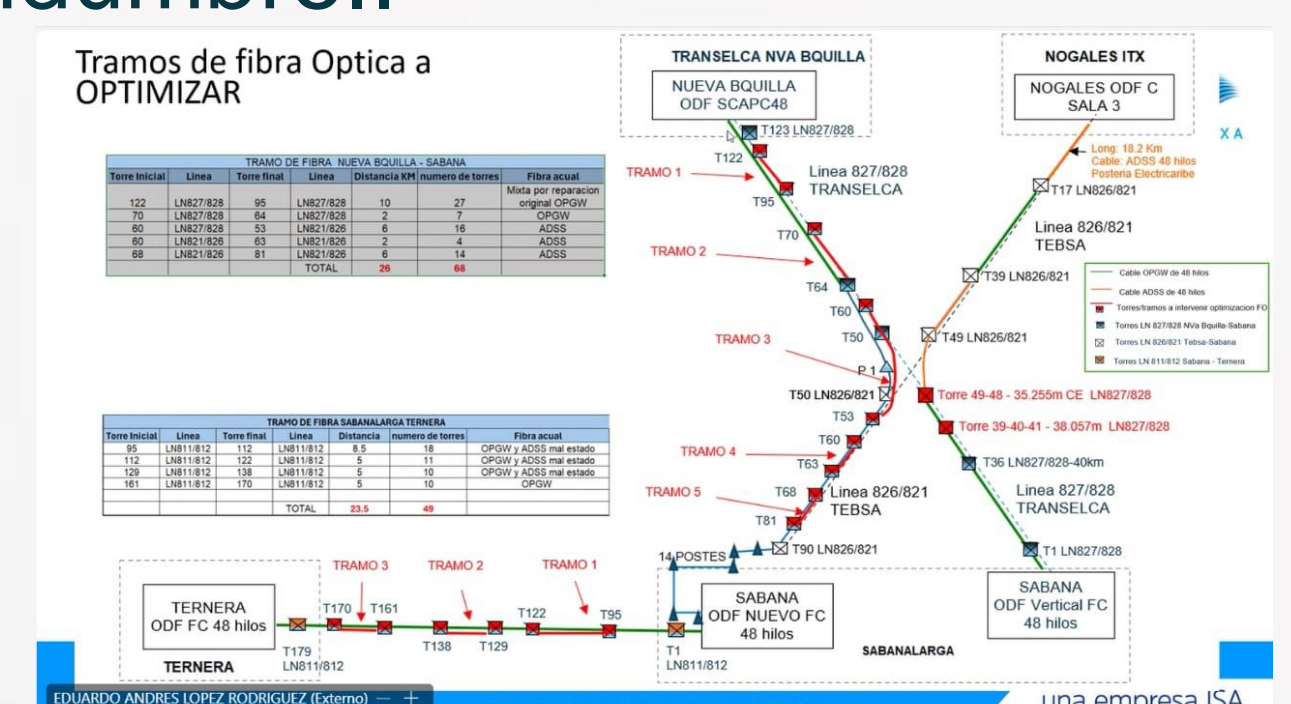 Tramos de fibra Optica a
OPTIMIZAR
TRAMO DE FIBRA NUEVA BQUILLA - SABANA
Torre Inicial Linea Torre final Linea Distancia KM numero de torres Fibra acual
122 LN827/828 95 LN827/828 10 27 Mixta por reparacion original OPGW
70 LN827/828 64 LN827/828 2 7 OPGW
60 LN827/828 53 LN821/826 6 16 ADSS
60 LN821/826 63 LN821/826 2 4 ADSS
68 LN821/826 81 LN821/826 6 14 ADSS
TOTAL 26 68
TRAMO DE FIBRA SABANALARGA TERNERA
Torre Inicial Linea Torre final Linea Distancia numero de torres Fibra acual
95 LN811/812 112 LN811/812 8.5 18 OPGW y ADSS mal estado
112 LN811/812 122 LN811/812 5 11 OPGW y ADSS mal estado
129 LN811/812 138 LN811/812 5 10 OPGW y ADSS mal estado
161 LN811/812 170 LN811/812 5 10 OPGW
TOTAL 23.5 49
TRANSELCA NVA BQUILLA
NUEVA BQUILLA
ODF SCAPC48
NOGALES ITX
NOGALES ODF C
SALA 3
X A
T123 LN827/828
T122
TRAMO 1
Linea 827/828
TRANSELCA
T95
T70
TRAMO 2
T64
T60
T50
TRAMO 3
P 1
T50 LN826/821
T53
T60
TRAMO 4
T63
TRAMO 5
T68
Linea 826/821
TEBSA
T81
T90 LN826/821
14 POSTES
Long: 18.2 Km
Cable: ADSS 48 hilos
Posteria Electricaribe
T17 LN826/821
Linea 826/821
TEBSA
T39 LN826/821
T49 LN826/821
Cable OPGW de 48 hilos
Cable ADSS de 48 hilos
Torres/tramos a intervenir optimizacion FO
Torres LN 827/828 NVa Bquilla-Sabana
Torres LN 826/821 Tebsa-Sabana
Torres LN 811/812 Sabana - Ternera
Torre 49-48 - 35.255m CE LN827/828
Torre 39-40-41 - 38.057m LN827/828
T36 LN827/828-40km
Linea 827/828
TRANSELCA
T1 LN827/828
SABANA
ODF Vertical FC
48 hilos
SABANA
ODF NUEVO FC
48 hilos
SABANALARGA
TERNERA
ODF FC 48 hilos
TERNERA
T179
LN811/812
TRAMO 3
TRAMO 2
TRAMO 1
T170
T161
T138
T129
T122
T95
T1
LN811/812
EDUARDO ANDRES LOPEZ RODRIGUEZ (Externo)
una empresa ISA